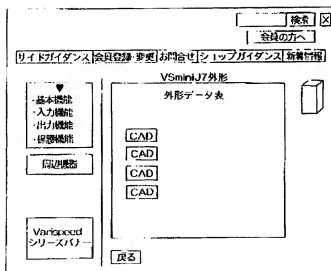 検索
会員の方へ
サイドガイダンス 会員登録・変更 お問合せ ショップガイダンス 新着情報
VSminiJ7外形
・基本機能
・入力機能
・出力機能
・保護機能
周辺機器
Varispeed
シリーズバナー
外形データ表
CAD
CAD
CAD
CAD
戻る